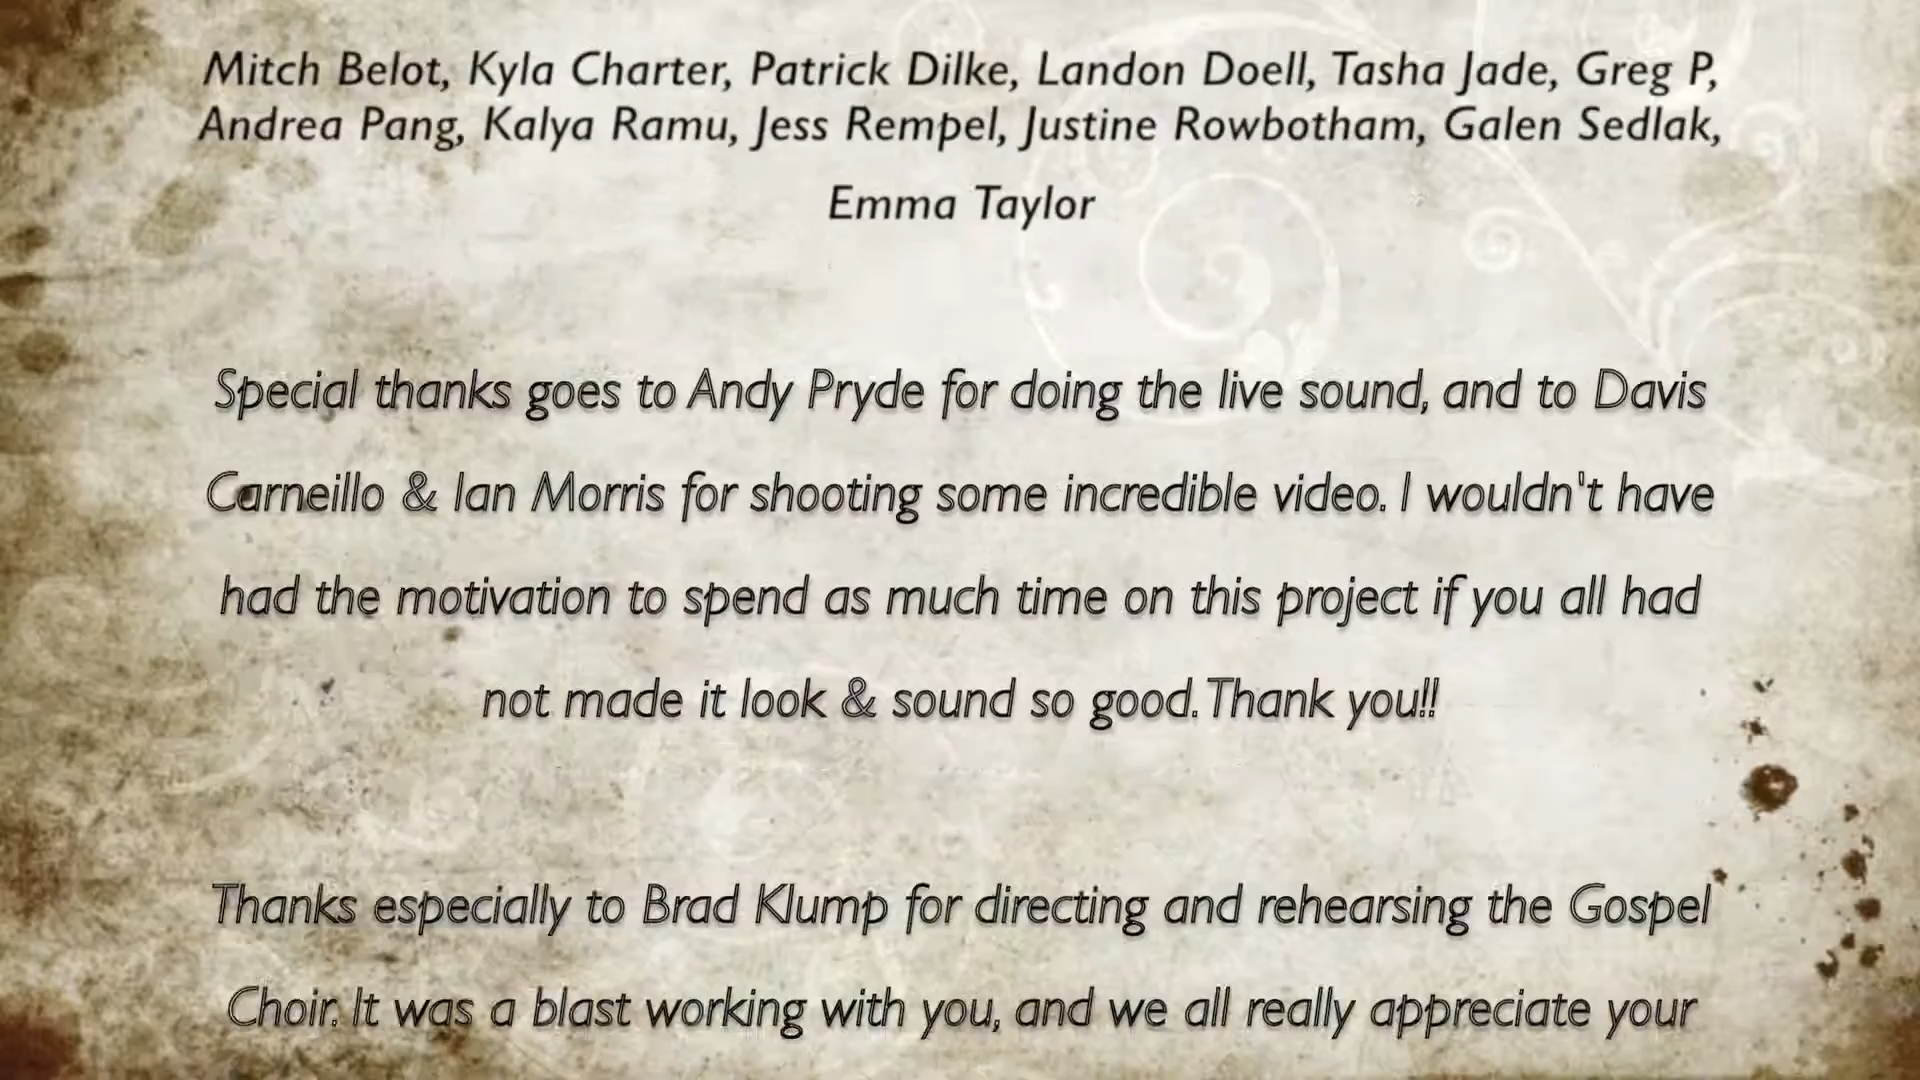 Mitch Belot, Kyla Charter, Patrick Dilke, Landon Doell, Tasha Jade, Greg P,
Andrea Pang, Kalya Ramu, Jess Rempel, Justine Rowbotham, Galen Sedlak,
Emma Taylor
Special thanks goes to Andy Pryde for doing the live sound, and to Davis
Carneillo & Ian Morris for shooting some incredible video. I wouldn't have
had the motivation to spend as much time on this project if you all had
not made it look & sound so good. Thank you!!
Thanks especially to Brad Klump for directing and rehearsing the Gospel
Choir. It was a blast working with you, and we all really appreciate your